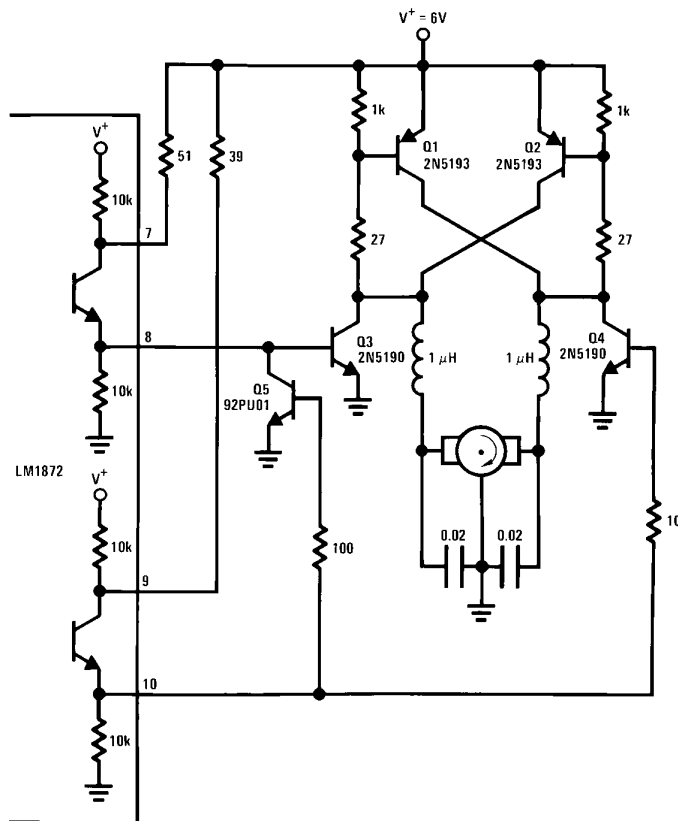 V+ = 6V
1k
1k
Q1
2N5193
Q2
2N5193
V+
51
39
10k
7
27
27
8
Q3
2N5190
Q4
2N5190
1 μH
1 μH
10k
Q5
92PU01
LM1872
V+
10k
0.02
0.02
100
10
9
10
10k